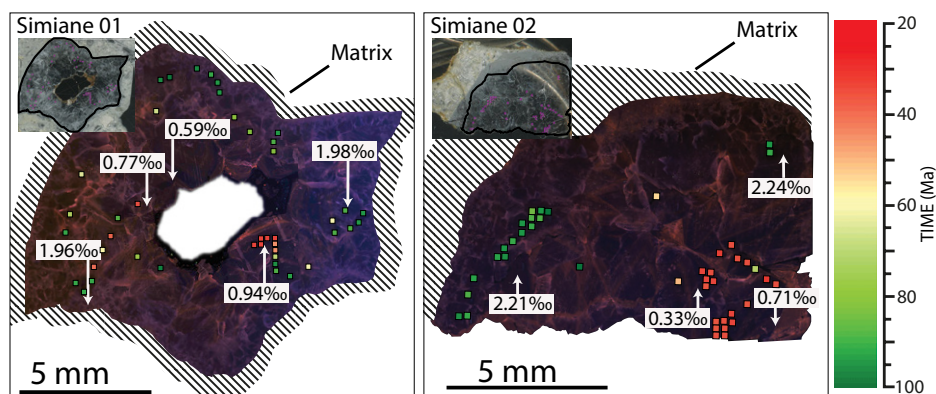 Simiane 01
Matrix
0.59‰
0.77‰
1.98‰
1.96‰
0.94‰
5 mm
Simiane 02
Matrix
2.24‰
2.21‰
0.33‰
0.71‰
5 mm
20
40
60
80
100
TIME (Ma)